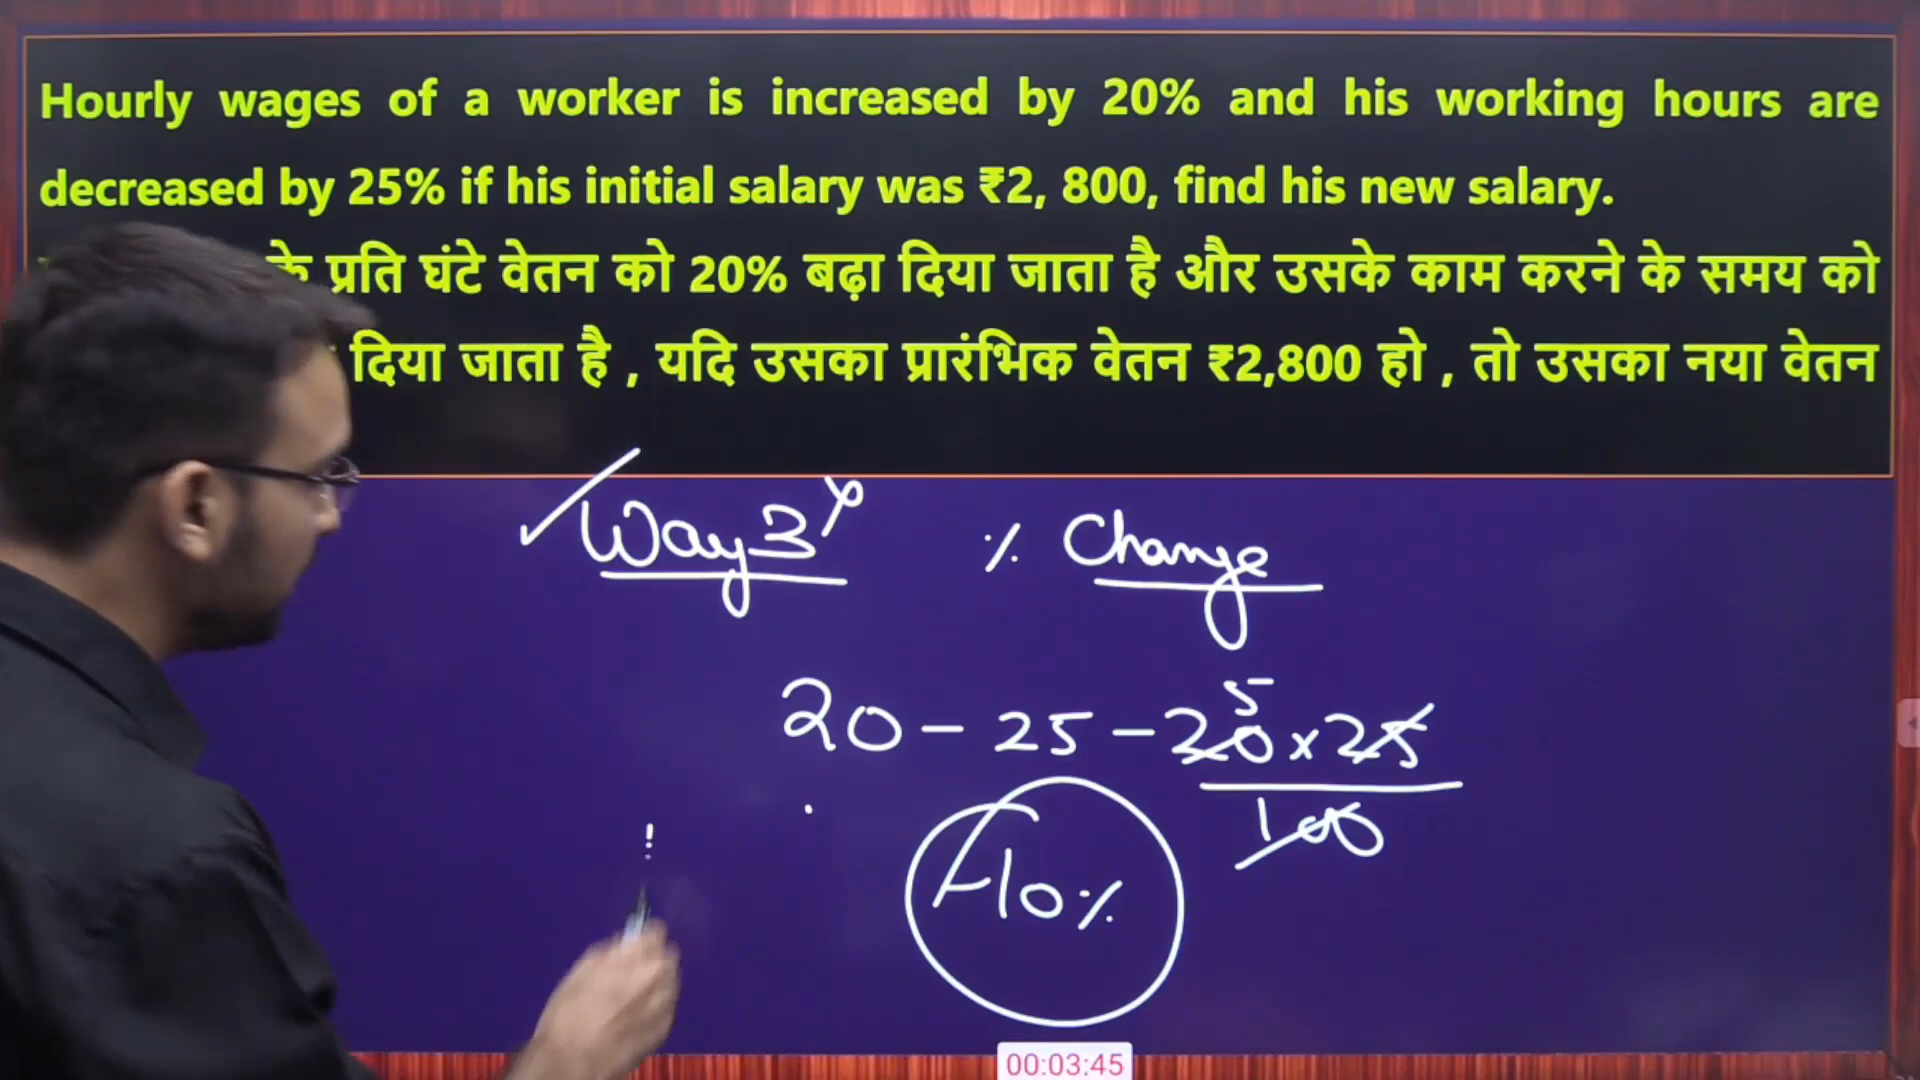 Hourly wages of a worker is increased by 20% and his working hours are
decreased by 25% if his initial salary was ₹2, 800, find his new salary.
के प्रति घंटे वेतन को 20% बढ़ा दिया जाता है और उसके काम करने के समय को
दिया जाता है , यदि उसका प्रारंभिक वेतन ₹2,800 हो , तो उसका नया वेतन
Way 3 % Change
5
20 - 25 - 20 x 25
100
-10%
00:03:45